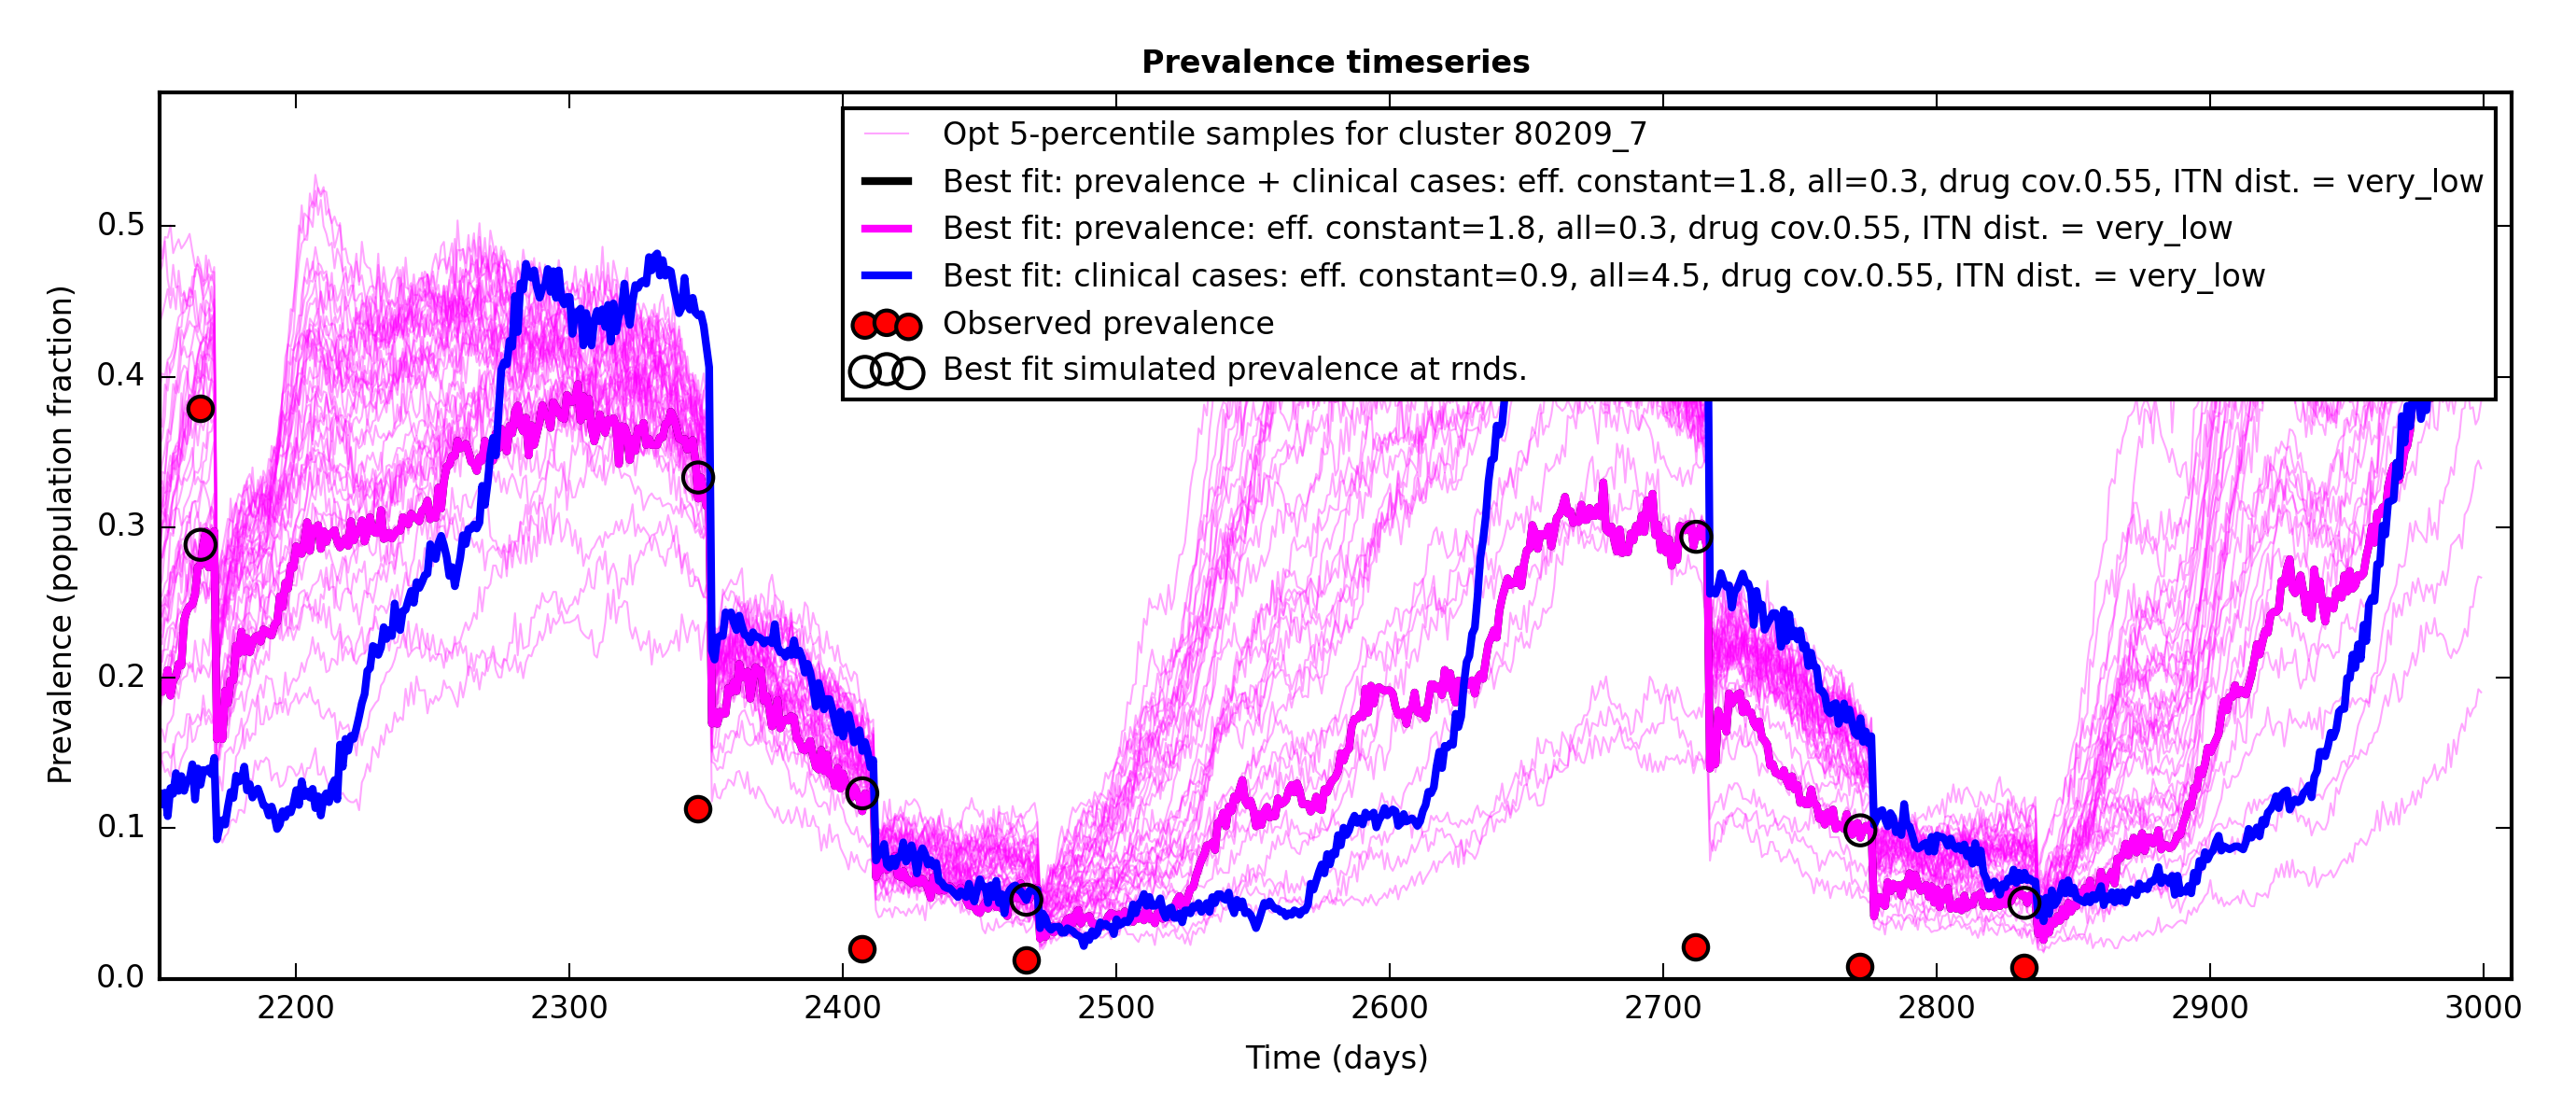 Prevalence timeseries
Opt 5-percentile samples for cluster 80209_7
Best fit: prevalence + clinical cases: eff. constant=1.8, all=0.3, drug cov.0.55, ITN dist. = very_low
Best fit: prevalence: eff. constant=1.8, all=0.3, drug cov.0.55, ITN dist. = very_low
Best fit: clinical cases: eff. constant=0.9, all=4.5, drug cov.0.55, ITN dist. = very_low
Observed prevalence
Best fit simulated prevalence at rnds.
Prevalence (population fraction)
0.5
0.4
0.3
0.2
0.1
0.0
2200 2300 2400 2500 2600 2700 2800 2900 3000
Time (days)